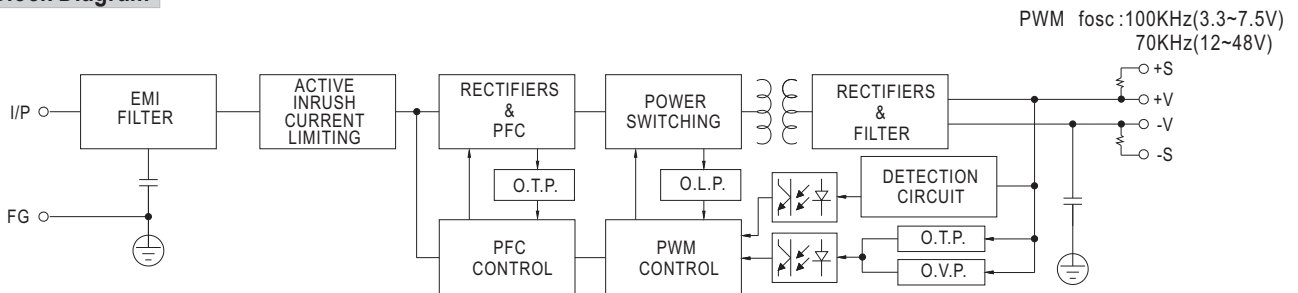 PWM fosc :100KHz(3.3~7.5V)
70KHz(12~48V)
I/P
EMI
FILTER
ACTIVE
INRUSH
CURRENT
LIMITING
RECTIFIERS
&
PFC
POWER
SWITCHING
RECTIFIERS
&
FILTER
+S
+V
-V
-S
O.T.P.
O.L.P.
DETECTION
CIRCUIT
FG
PFC
CONTROL
PWM
CONTROL
O.T.P.
O.V.P.